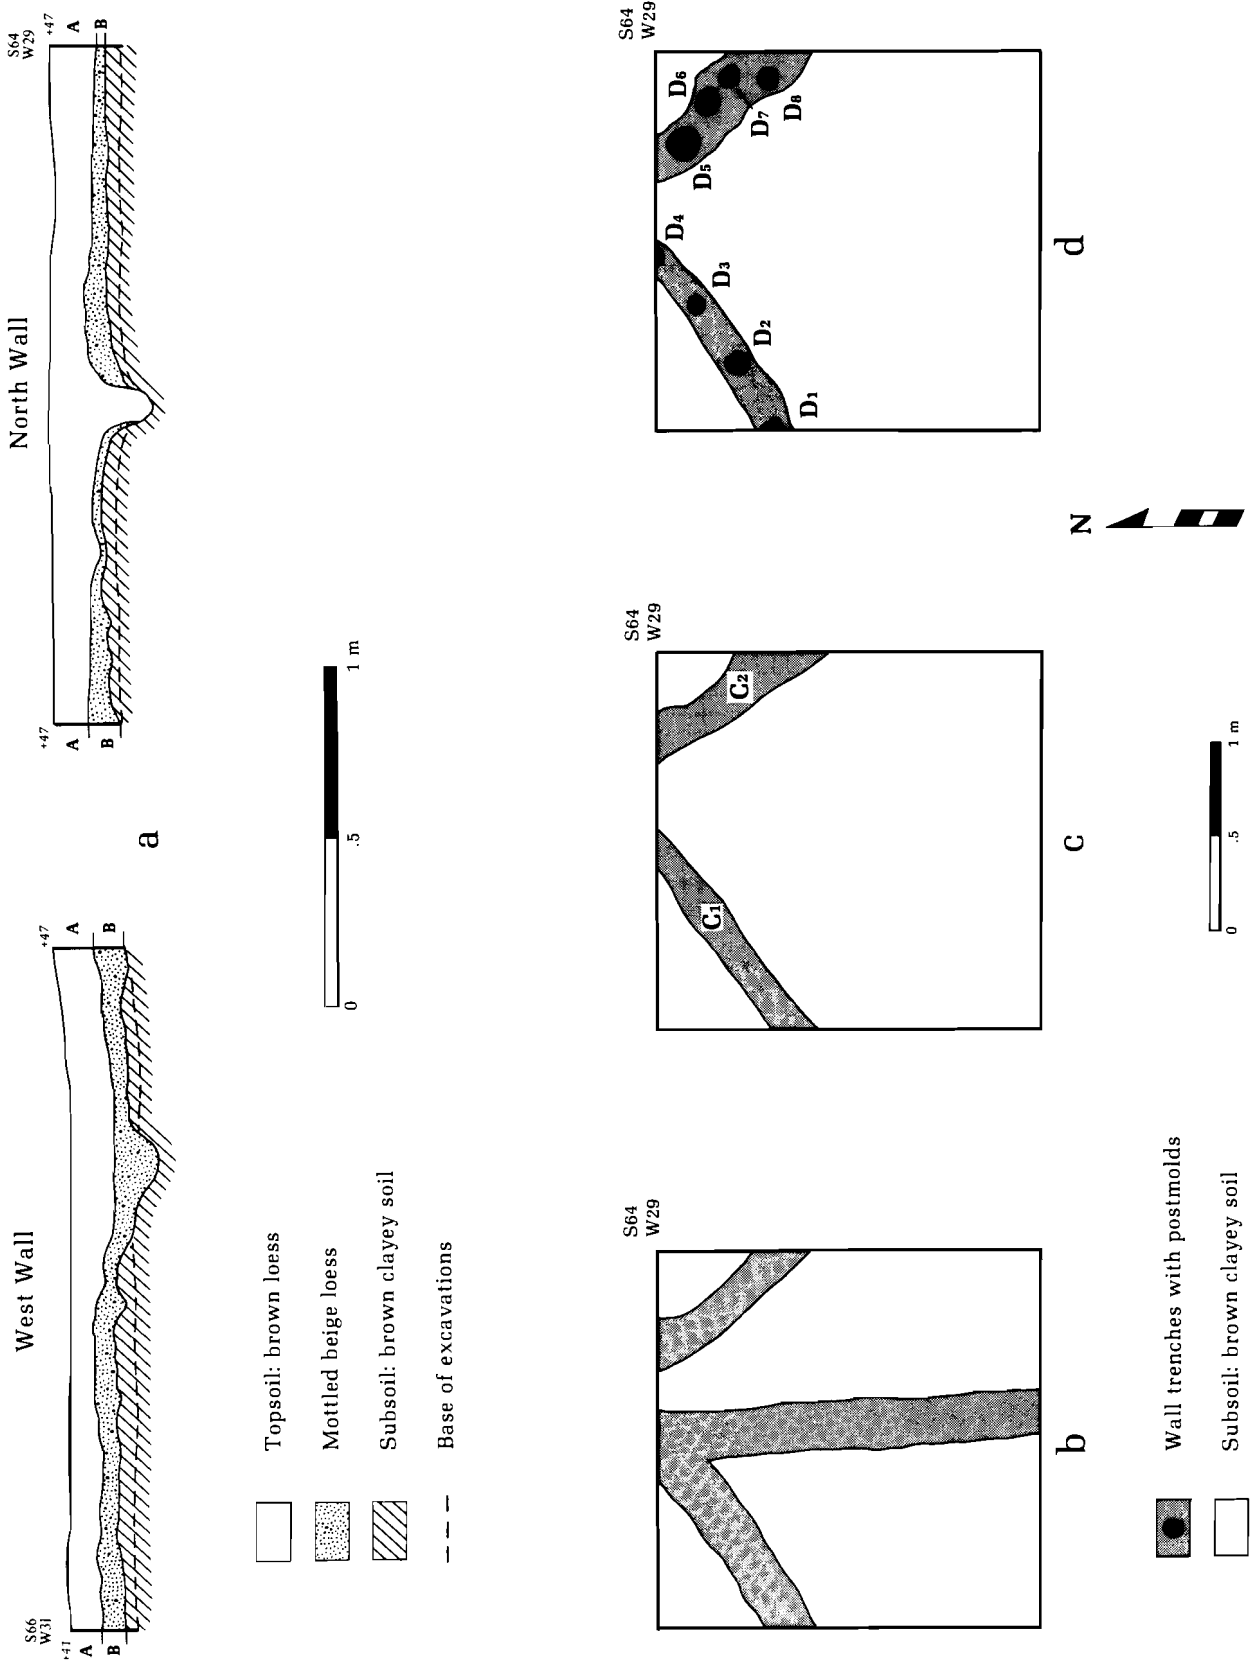 West Wall
North Wall
S66
W31
+41
A
B
+47
A
B
+47
A
B
S64
W29
+47
A
B
a
Topsoil: brown loess
Mottled beige loess
Subsoil: brown clayey soil
Base of excavations
0
.5
1 m
S64
W29
b
S64
W29
C1
C2
c
S64
W29
D1
D2
D3
D4
D5
D6
D7
D8
d
N
Wall trenches with postmolds
Subsoil: brown clayey soil
0
.5
1 m